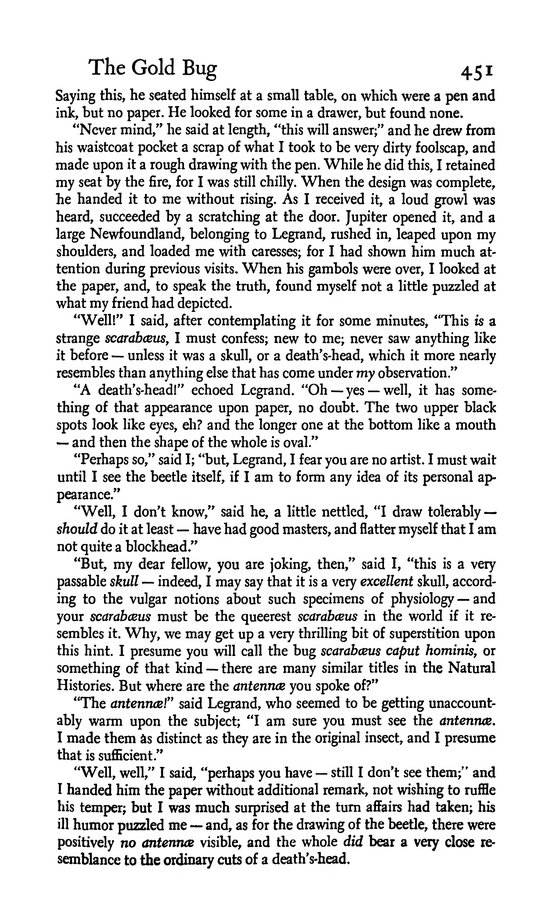 The Gold Bug 451
Saying this, he seated himself at a small table, on which were a pen and
ink, but no paper. He looked for some in a drawer, but found none.
“Never mind,” he said at length, “this will answer;” and he drew from
his waistcoat pocket a scrap of what I took to be very dirty foolscap, and
made upon it a rough drawing with the pen. While he did this, I retained
my seat by the fire, for I was still chilly. When the design was complete,
he handed it to me without rising. As I received it, a loud growl was
heard, succeeded by a scratching at the door. Jupiter opened it, and a
large Newfoundland, belonging to Legrand, rushed in, leaped upon my
shoulders, and loaded me with caresses; for I had shown him much at-
tention during previous visits. When his gambols were over, I looked at
the paper, and, to speak the truth, found myself not a little puzzled at
what my friend had depicted.
“Well!” I said, after contemplating it for some minutes, “This is a
strange scarabæus, I must confess; new to me; never saw anything like
it before — unless it was a skull, or a death’s-head, which it more nearly
resembles than anything else that has come under my observation.”
“A death’s-head!” echoed Legrand. “Oh — yes — well, it has some-
thing of that appearance upon paper, no doubt. The two upper black
spots look like eyes, eh? and the longer one at the bottom like a mouth
— and then the shape of the whole is oval.”
“Perhaps so,” said I; “but, Legrand, I fear you are no artist. I must wait
until I see the beetle itself, if I am to form any idea of its personal ap-
pearance.”
“Well, I don’t know,” said he, a little nettled, “I draw tolerably —
should do it at least — have had good masters, and flatter myself that I am
not quite a blockhead.”
“But, my dear fellow, you are joking, then,” said I, “this is a very
passable skull — indeed, I may say that it is a very excellent skull, accord-
ing to the vulgar notions about such specimens of physiology — and
your scarabæus must be the queerest scarabæus in the world if it re-
sembles it. Why, we may get up a very thrilling bit of superstition upon
this hint. I presume you will call the bug scarabæus caput hominis, or
something of that kind — there are many similar titles in the Natural
Histories. But where are the antennæ you spoke of?”
“The antennæ!” said Legrand, who seemed to be getting unaccount-
ably warm upon the subject; “I am sure you must see the antennæ.
I made them as distinct as they are in the original insect, and I presume
that is sufficient.”
“Well, well,” I said, “perhaps you have — still I don’t see them;” and
I handed him the paper without additional remark, not wishing to ruffle
his temper; but I was much surprised at the turn affairs had taken; his
ill humor puzzled me — and, as for the drawing of the beetle, there were
positively no antennæ visible, and the whole did bear a very close re-
semblance to the ordinary cuts of a death’s-head.